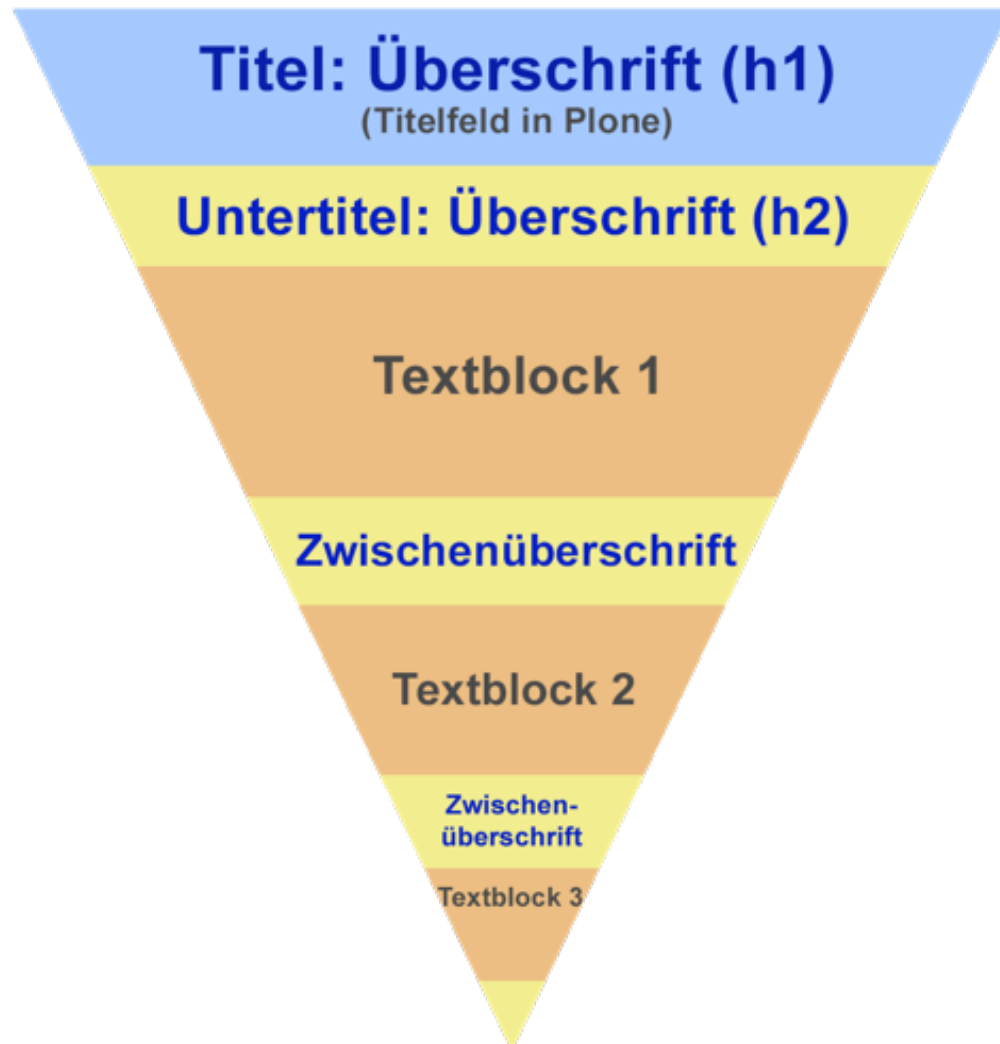 Titel: Überschrift (h1)
(Titelfeld in Plone)
Untertitel: Überschrift (h2)
Textblock 1
Zwischenüberschrift
Textblock 2
Zwischen-
überschrift
Textblock 3